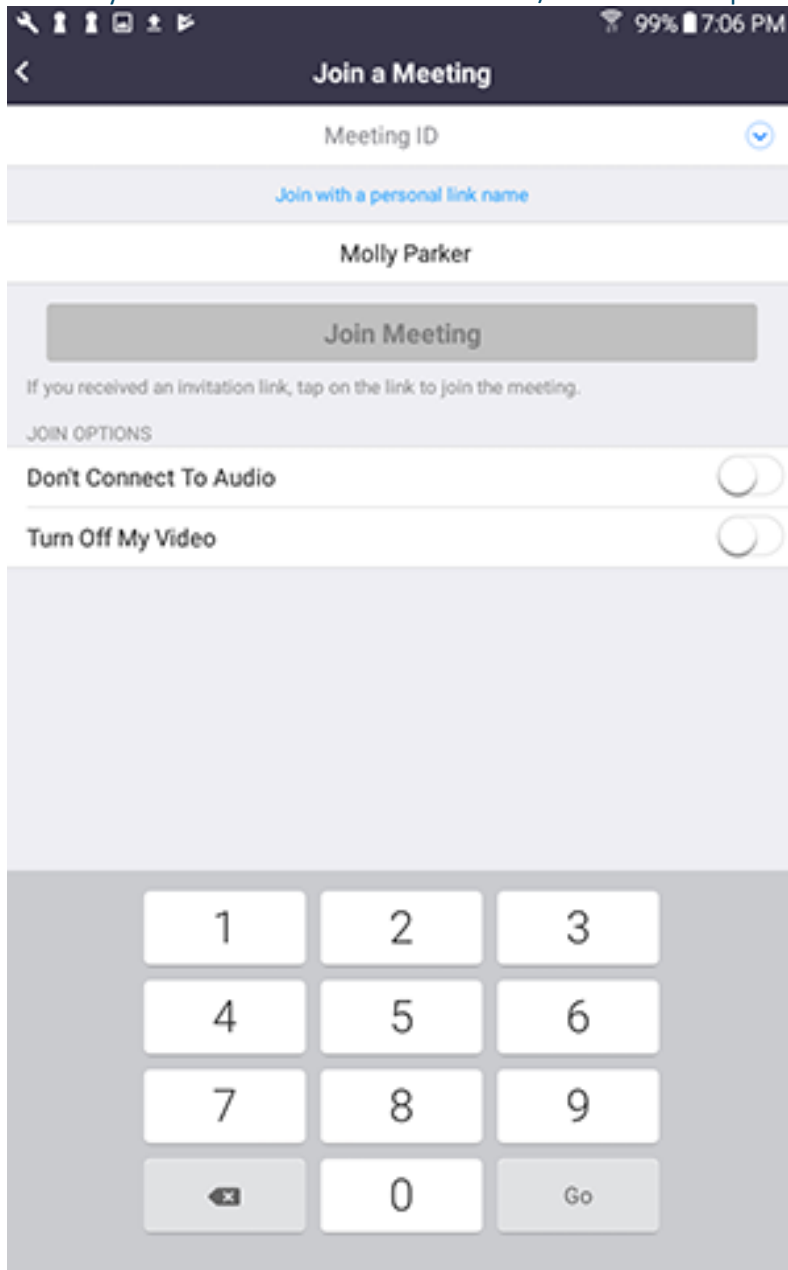 99% 7:06 PM
Join a Meeting
Meeting ID
Join with a personal link name
Molly Parker
Join Meeting
If you received an invitation link, tap on the link to join the meeting.
JOIN OPTIONS
Don't Connect To Audio
Turn Off My Video
1 2 3
4 5 6
7 8 9
0 Go